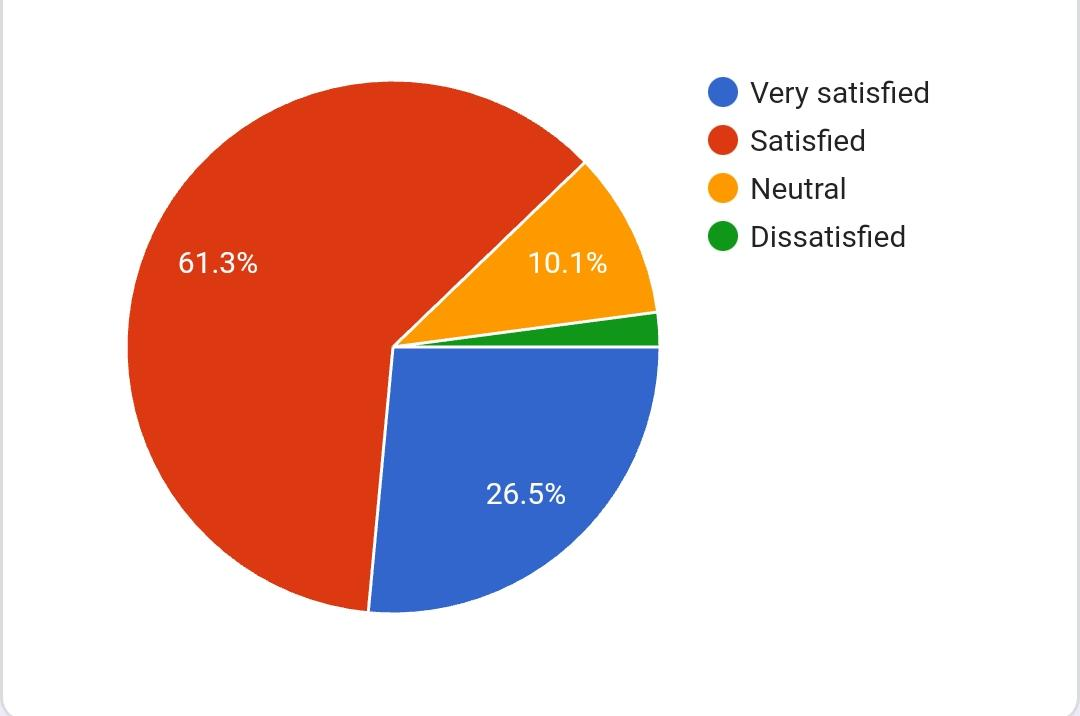 Very satisfied
Satisfied
Neutral
Dissatisfied
61.3%
10.1%
26.5%